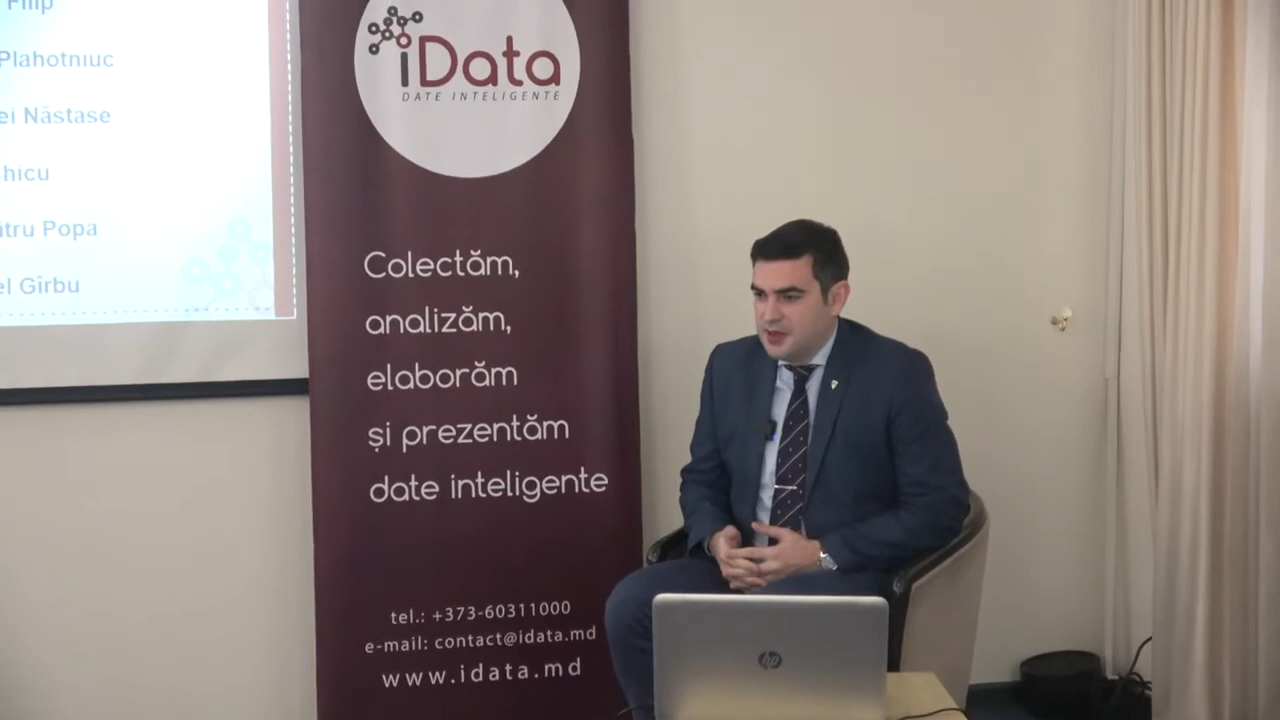 Filip
Plahotniuc
ei Năstase
hicu
tru Popa
el Gîrbu
iData
DATE INTELIGENTE
Colectăm,
analizăm,
elaborăm
și prezentăm
date inteligente
tel.: +373-60311000
e-mail: contact@idata.md
www.idata.md
hp